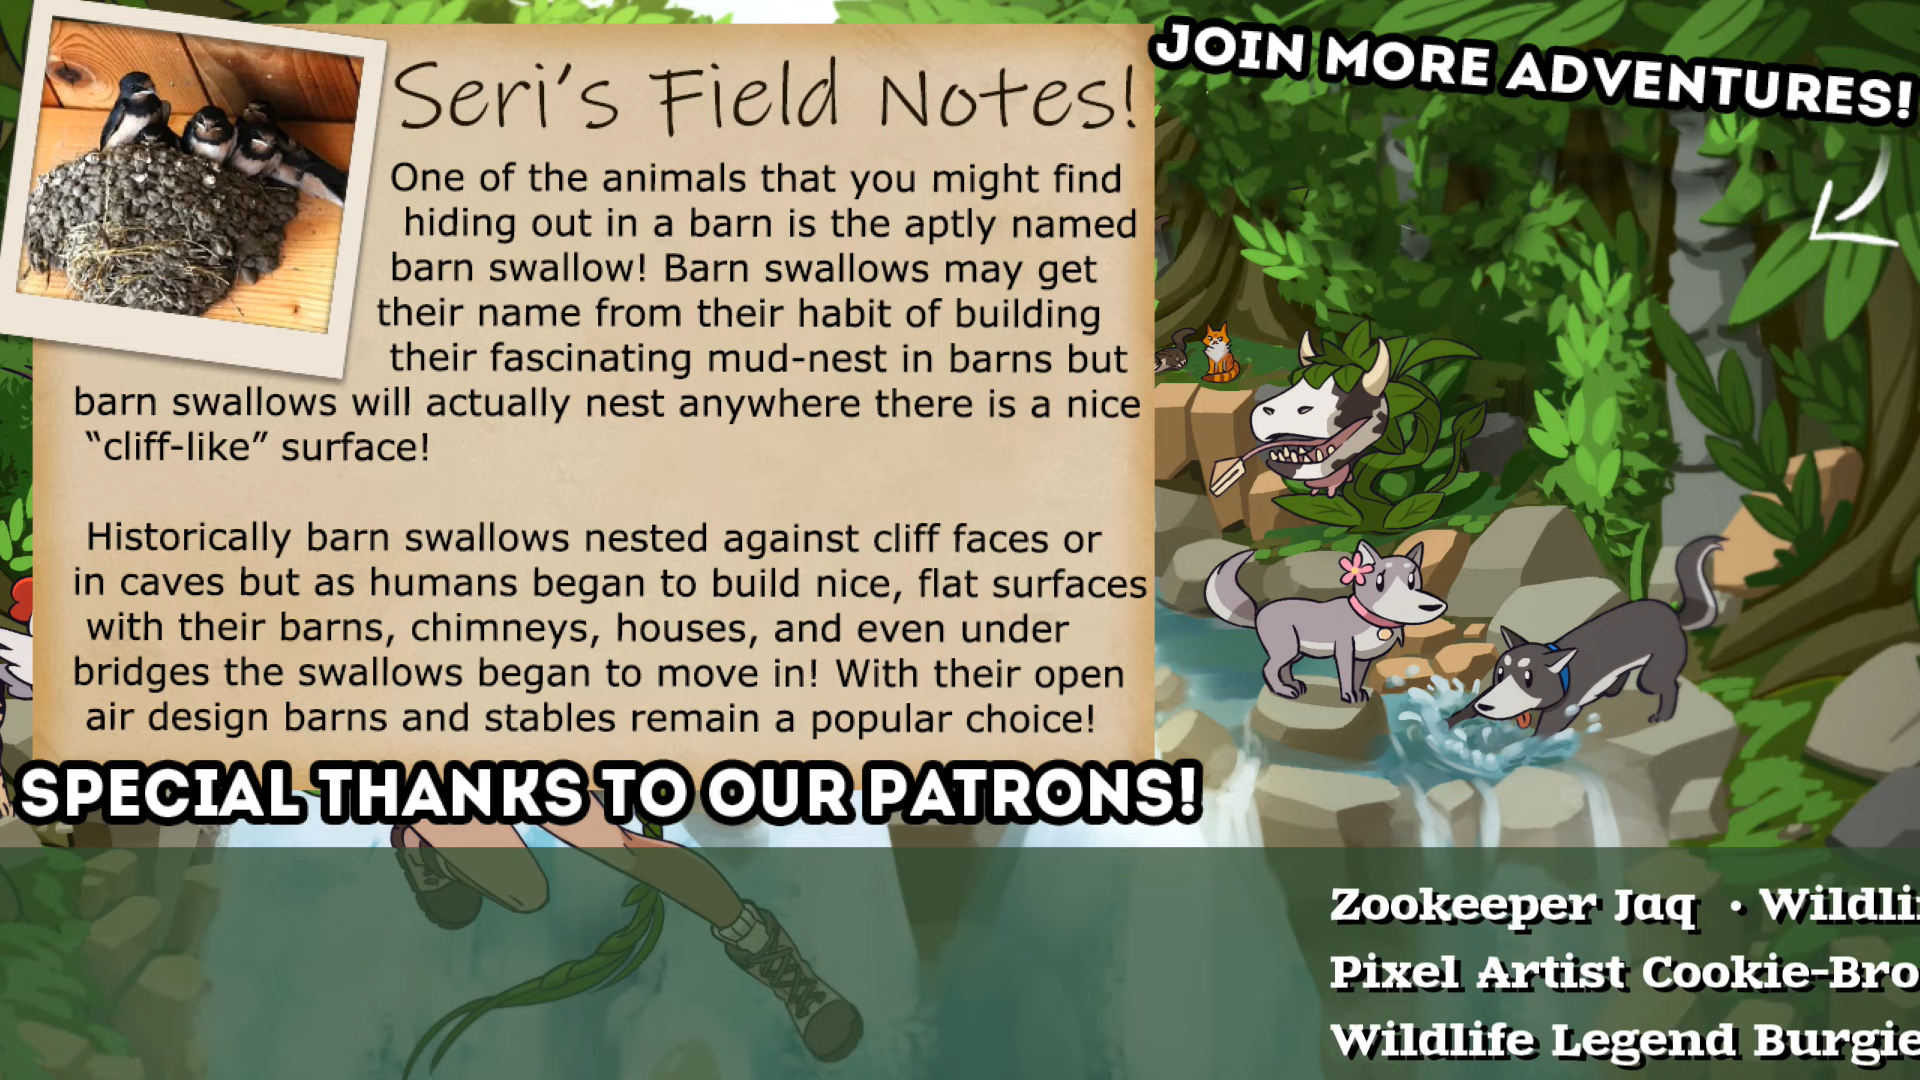 Seri's Field Notes!
One of the animals that you might find
hiding out in a barn is the aptly named
barn swallow! Barn swallows may get
their name from their habit of building
their fascinating mud-nest in barns but
barn swallows will actually nest anywhere there is a nice
“cliff-like” surface!
Historically barn swallows nested against cliff faces or
in caves but as humans began to build nice, flat surfaces
with their barns, chimneys, houses, and even under
bridges the swallows began to move in! With their open
air design barns and stables remain a popular choice!
JOIN MORE ADVENTURES!
SPECIAL THANKS TO OUR PATRONS!
Zookeeper Jaq •
Pixel Artist
Wildlife Legend